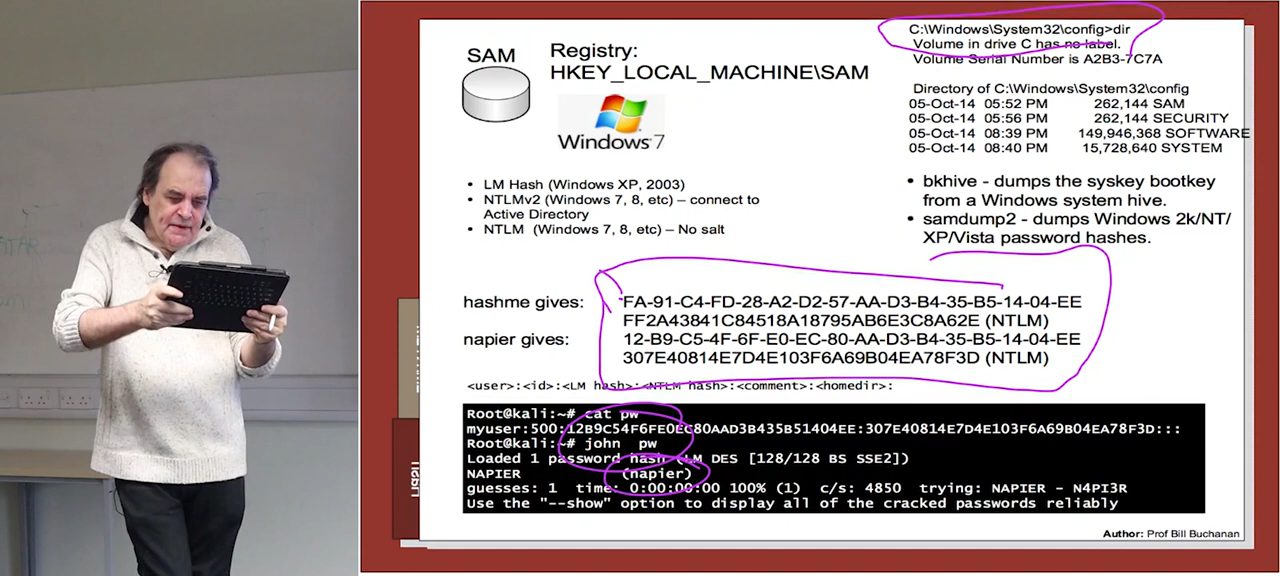 SAM
Registry:
HKEY_LOCAL_MACHINE\SAM
Windows 7
C:\Windows\System32\config>dir
Volume in drive C has no label.
Volume Serial Number is A2B3-7C7A
Directory of C:\Windows\System32\config
05-Oct-14 05:52 PM 262,144 SAM
05-Oct-14 05:56 PM 262,144 SECURITY
05-Oct-14 08:39 PM 149,946,368 SOFTWARE
05-Oct-14 08:40 PM 15,728,640 SYSTEM
• LM Hash (Windows XP, 2003)
• NTLMv2 (Windows 7, 8, etc) – connect to
Active Directory
• NTLM (Windows 7, 8, etc) – No salt
• bkhive - dumps the syskey bootkey
from a Windows system hive.
• samdump2 - dumps Windows 2k/NT/
XP/Vista password hashes.
hashme gives: FA-91-C4-FD-28-A2-D2-57-AA-D3-B4-35-B5-14-04-EE
FF2A43841C84518A18795AB6E3C8A62E (NTLM)
napier gives: 12-B9-C5-4F-6F-E0-EC-80-AA-D3-B4-35-B5-14-04-EE
307E40814E7D4E103F6A69B04EA78F3D (NTLM)
<user>:<id>:<LM hash>:<NTLM hash>:<comment>:<homedir>:
Root@kali:~# cat pw
myuser:500:12B9C54F6FE0EC80AAD3B435B51404EE:307E40814E7D4E103F6A69B04EA78F3D:::
Root@kali:~# john pw
Loaded 1 password hash (LM DES [128/128 BS SSE2])
NAPIER (napier)
guesses: 1 time: 0:00:00:00 100% (1) c/s: 4850 trying: NAPIER - N4PI3R
Use the "--show" option to display all of the cracked passwords reliably
Author: Prof Bill Buchanan